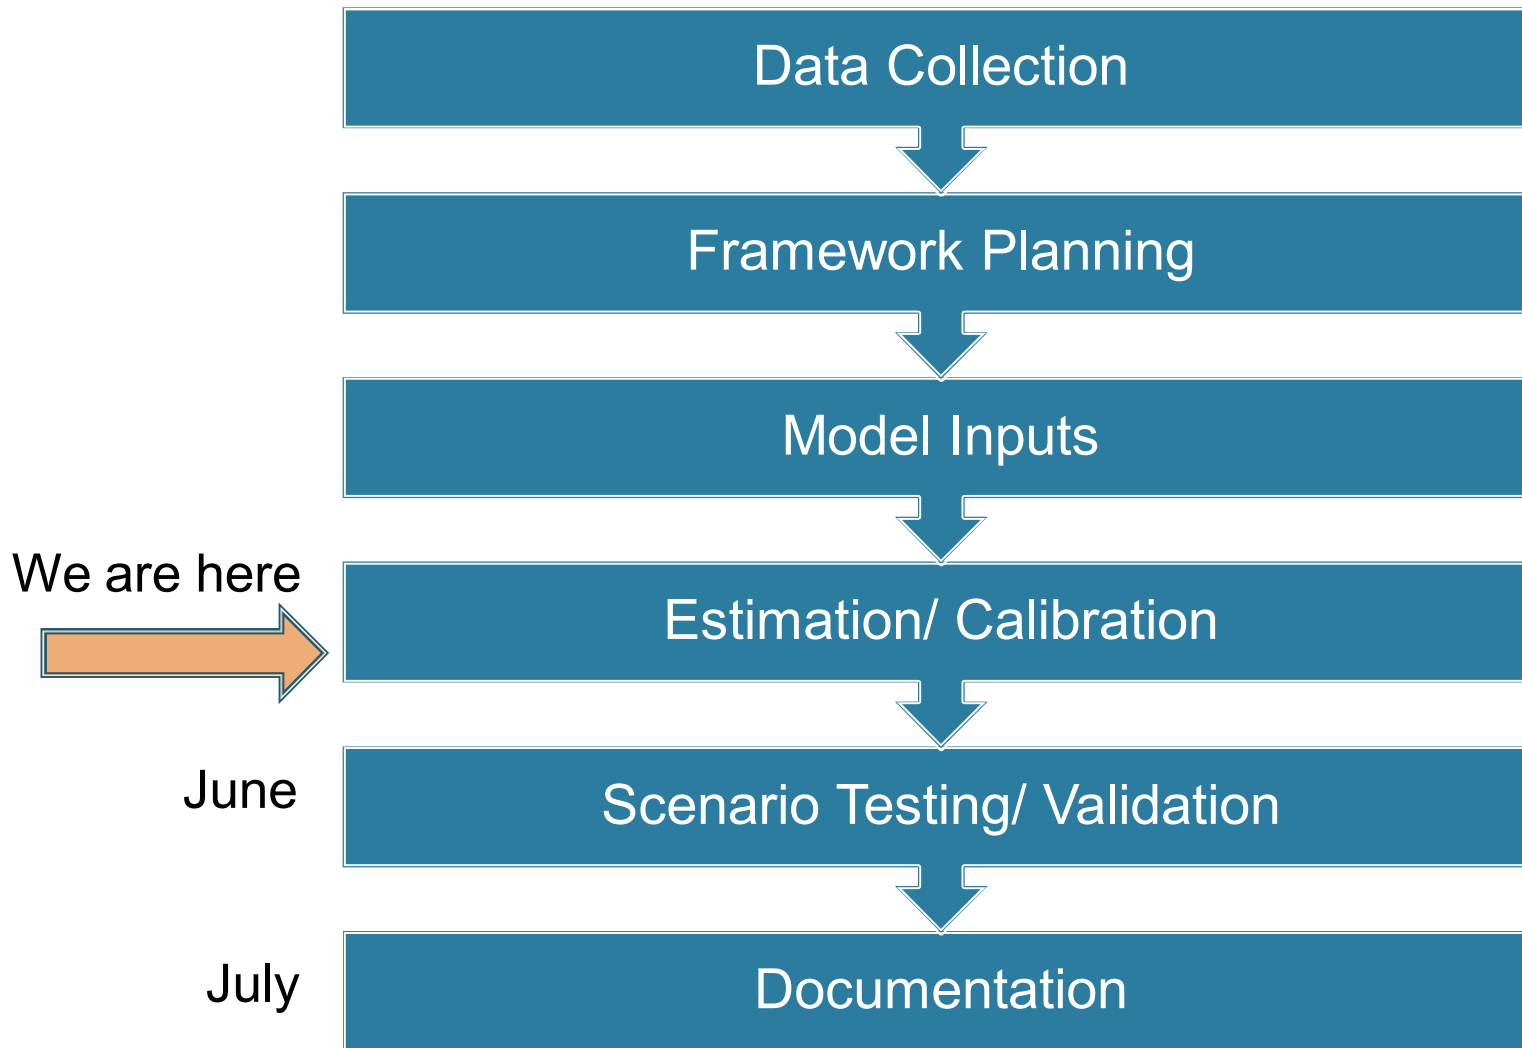 Data Collection
Framework Planning
Model Inputs
We are here
Estimation/ Calibration
June
Scenario Testing/ Validation
July
Documentation